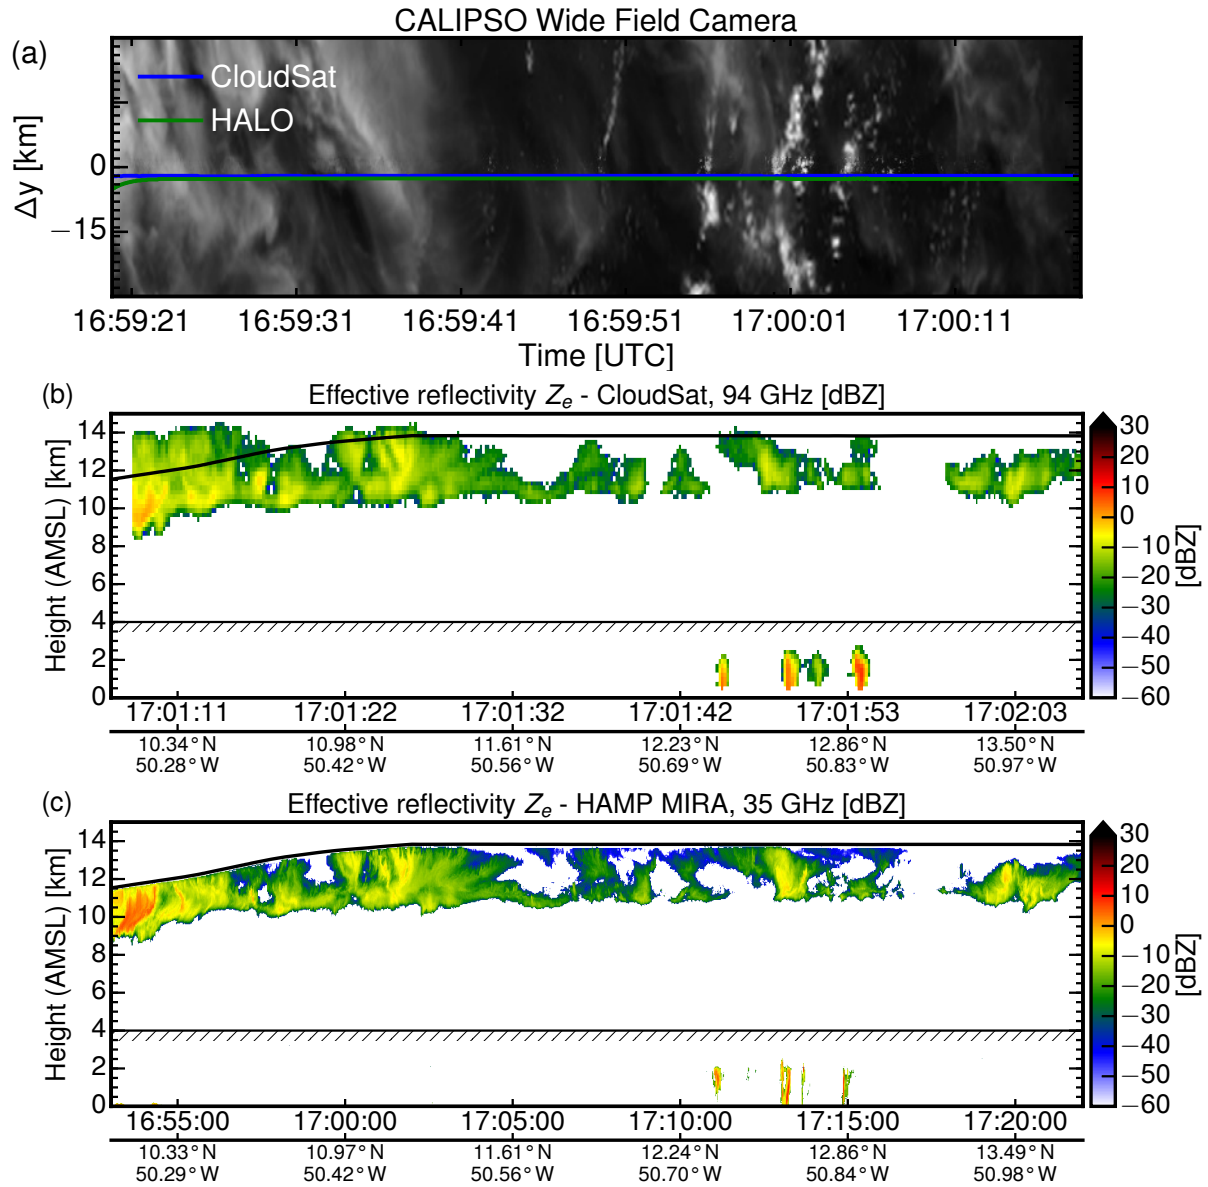 CALIPSO Wide Field Camera
(a)
CloudSat
HALO
Δy [km]
0
−15
16:59:21 16:59:31 16:59:41 16:59:51 17:00:01 17:00:11
Time [UTC]
(b)
Effective reflectivity Ze - CloudSat, 94 GHz [dBZ]
Height (AMSL) [km]
14
12
10
8
6
4
2
0
30
20
10
0
−10
−20
−30
−40
−50
−60
[dBZ]
17:01:11 17:01:22 17:01:32 17:01:42 17:01:53 17:02:03
10.34° N 10.98° N 11.61° N 12.23° N 12.86° N 13.50° N
50.28° W 50.42° W 50.56° W 50.69° W 50.83° W 50.97° W
(c)
Effective reflectivity Ze - HAMP MIRA, 35 GHz [dBZ]
Height (AMSL) [km]
14
12
10
8
6
4
2
0
30
20
10
0
−10
−20
−30
−40
−50
−60
[dBZ]
16:55:00 17:00:00 17:05:00 17:10:00 17:15:00 17:20:00
10.33° N 10.97° N 11.61° N 12.24° N 12.86° N 13.49° N
50.29° W 50.42° W 50.56° W 50.70° W 50.84° W 50.98° W